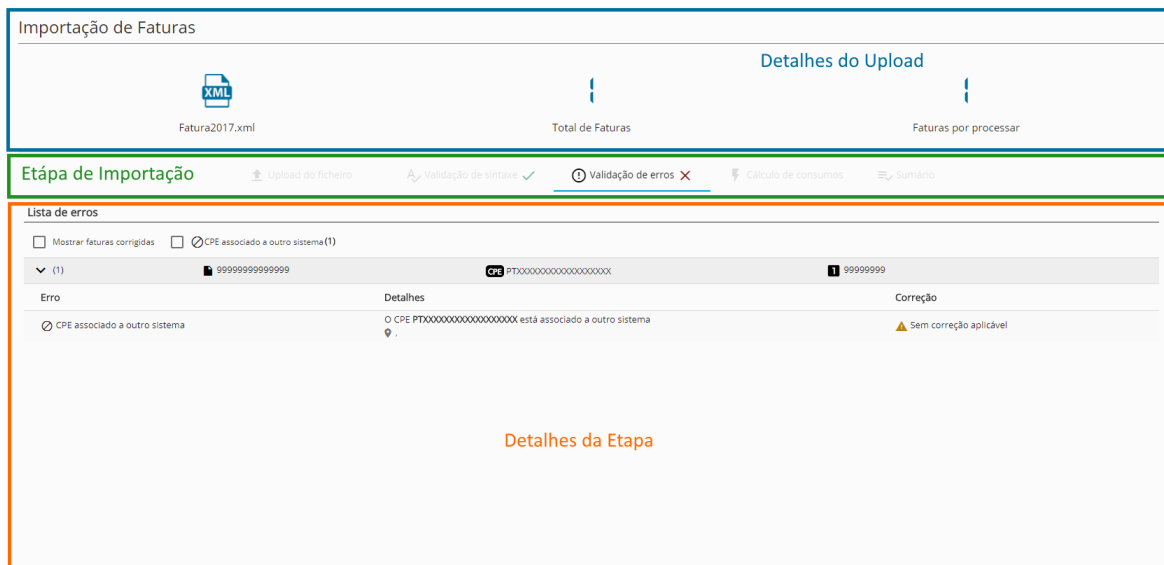 Importação de Faturas
Detalhes do Upload
XML
Fatura2017.xml
Total de Faturas
Faturas por processar
Etápa de Importação Upload do ficheiro Validação de sintaxe Validação de erros Cálculo de consumos Sumário
Lista de erros
Mostrar faturas corrigidas CPE associado a outro sistema (1)
(1) 99999999999999 CPE PTXXXXXXXXXXXXXXXXXX 1 99999999
Erro Detalhes Correção
CPE associado a outro sistema O CPE PTXXXXXXXXXXXXXXXXXX está associado a outro sistema Sem correção aplicável
,
Detalhes da Etapa